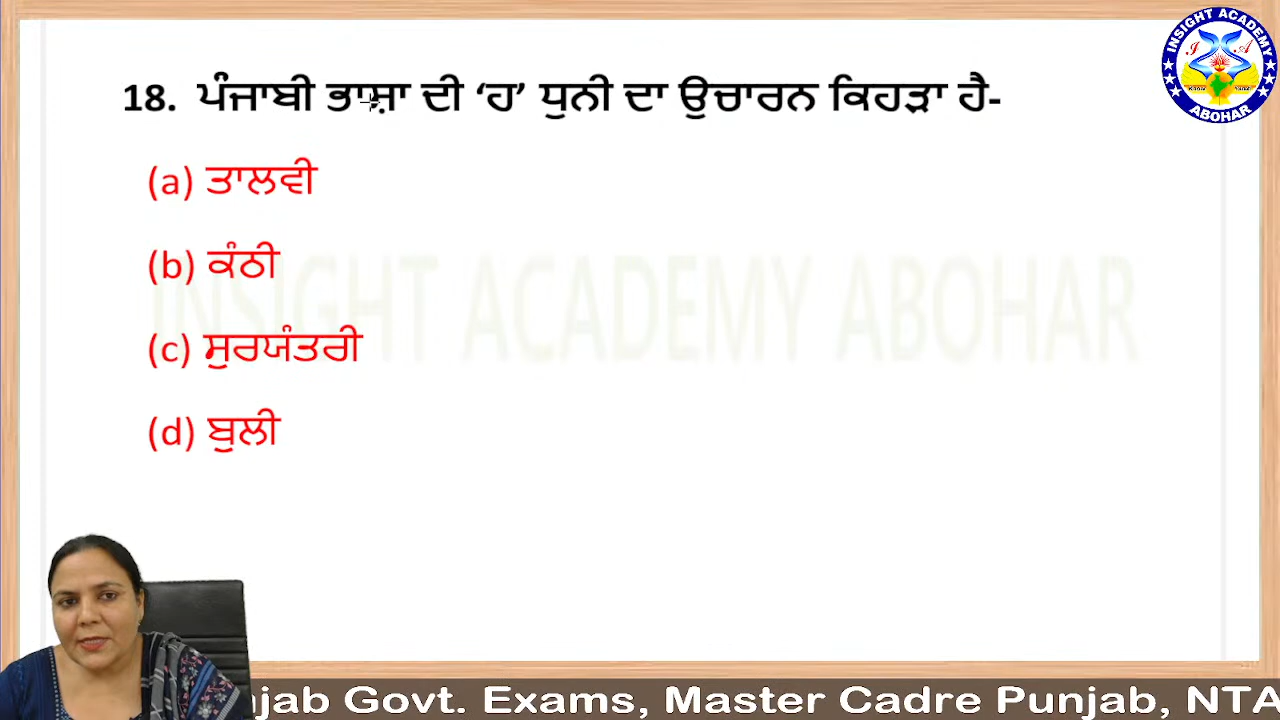 INSIGHT ACADEMY
ABOHAR
18. ਪੰਜਾਬੀ ਭਾਸ਼ਾ ਦੀ ‘ਹ’ ਧੁਨੀ ਦਾ ਉਚਾਰਨ ਕਿਹੜਾ ਹੈ-
(a) ਤਾਲਵੀ
(b) ਕੰਠੀ
(c) ਸੁਰਯੰਤਰੀ
(d) ਬੁਲੀ
INSIGHT ACADEMY ABOHAR
njab Govt. Exams, Master Cadre Punjab, NTA